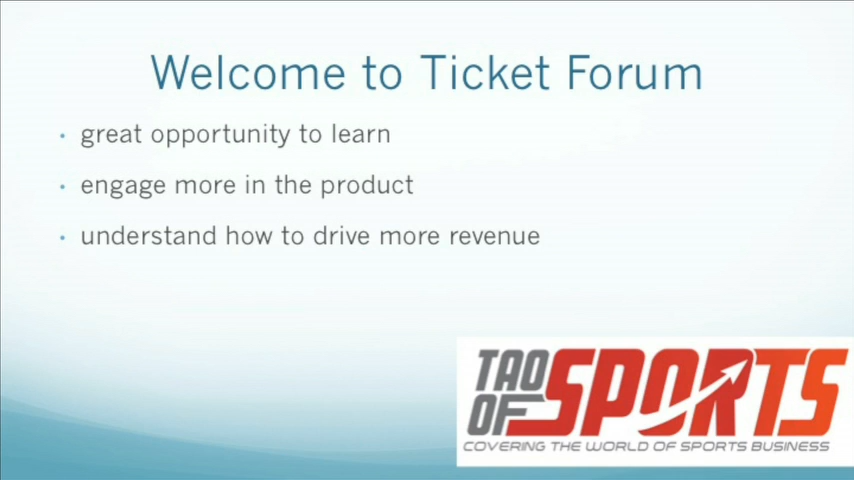 Welcome to Ticket Forum
• great opportunity to learn
• engage more in the product
• understand how to drive more revenue
TAO OF SPORTS
COVERING THE WORLD OF SPORTS BUSINESS